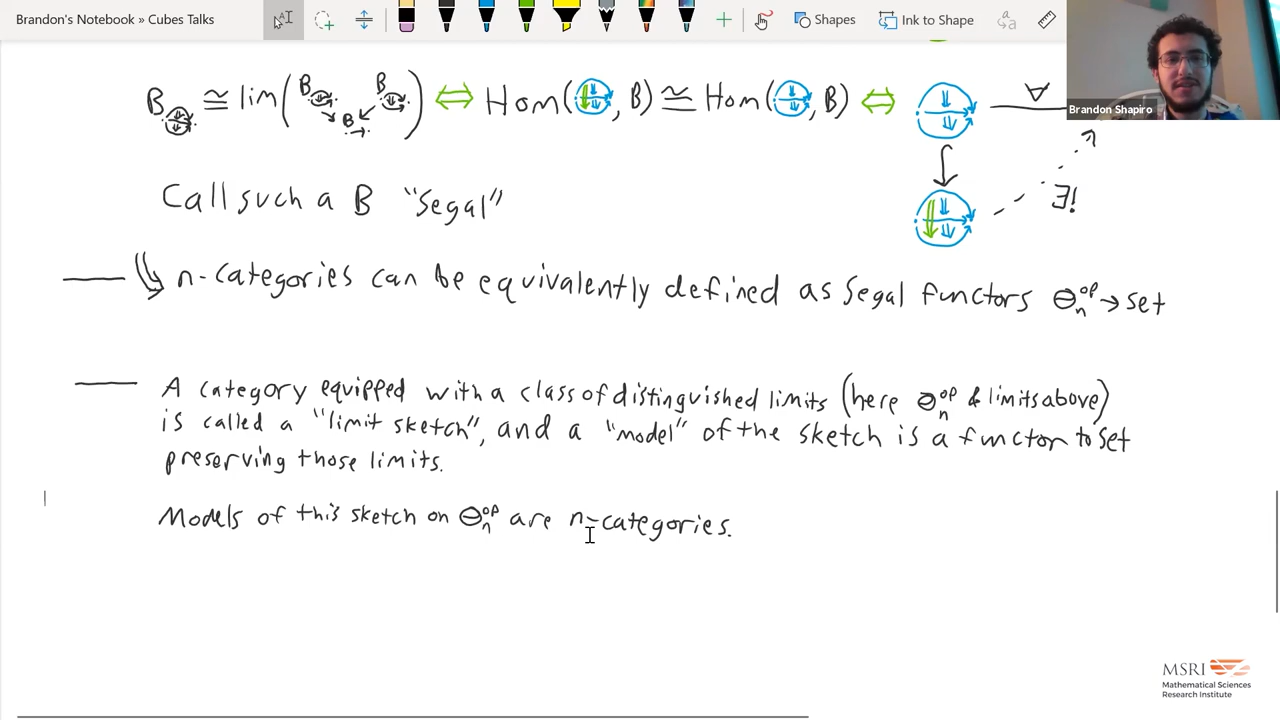 Brandon's Notebook » Cubes Talks
Shapes
Ink to Shape
Brandon Shapiro
B ≅ lim( B B B ) ⟺ Hom( , B) ≅ Hom( , B) ⟺ ∀
Call such a B "Segal"
∃!
n-categories can be equivalently defined as Segal functors Θₙᵒᵖ → Set
A category equipped with a class of distinguished limits (here Θₙᵒᵖ & limits above)
is called a "limit sketch", and a "model" of the sketch is a functor to Set
preserving those limits.
Models of this sketch on Θₙᵒᵖ are n-categories.
MSRI
Mathematical Sciences
Research Institute